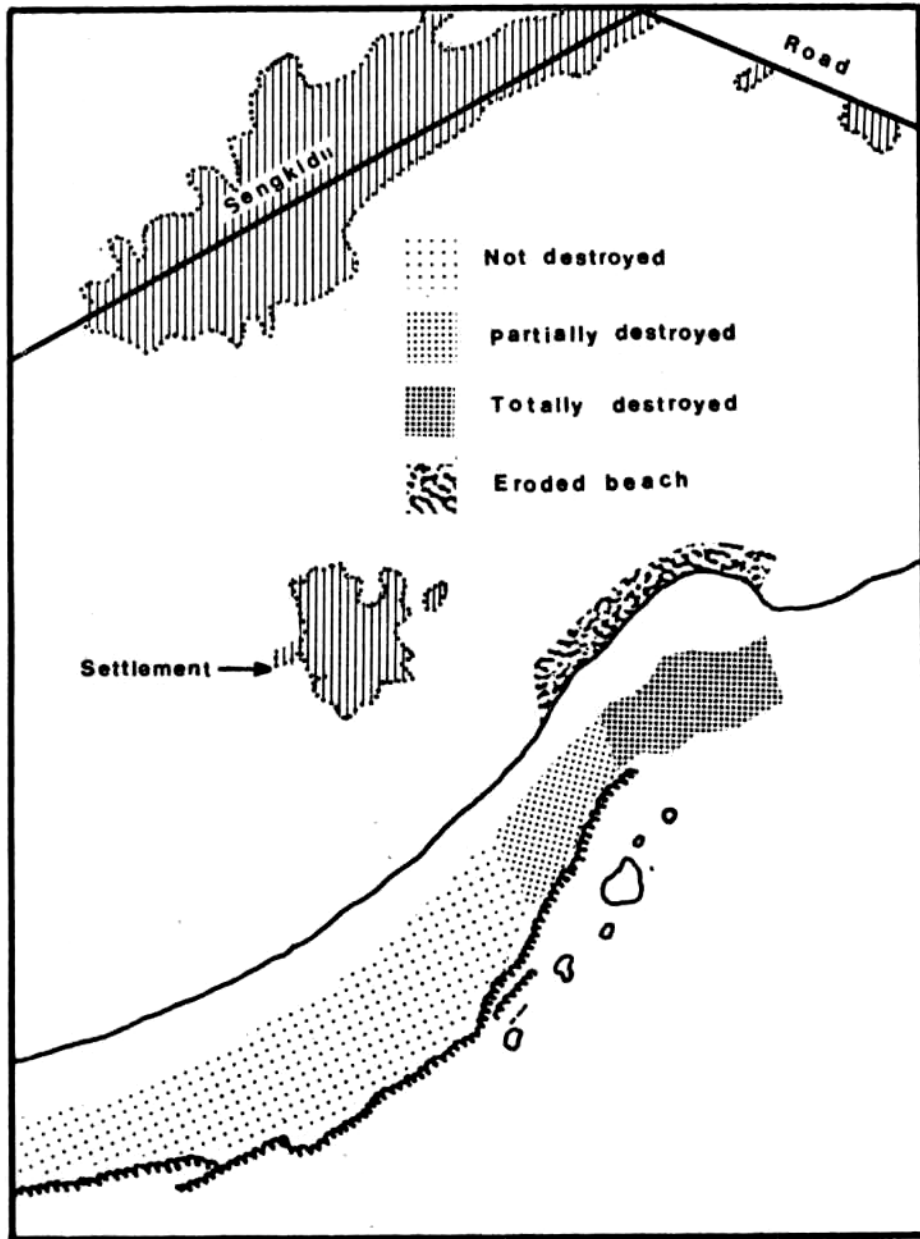 Road
Sengkidu
Not destroyed
partially destroyed
Totally destroyed
Eroded beach
Settlement